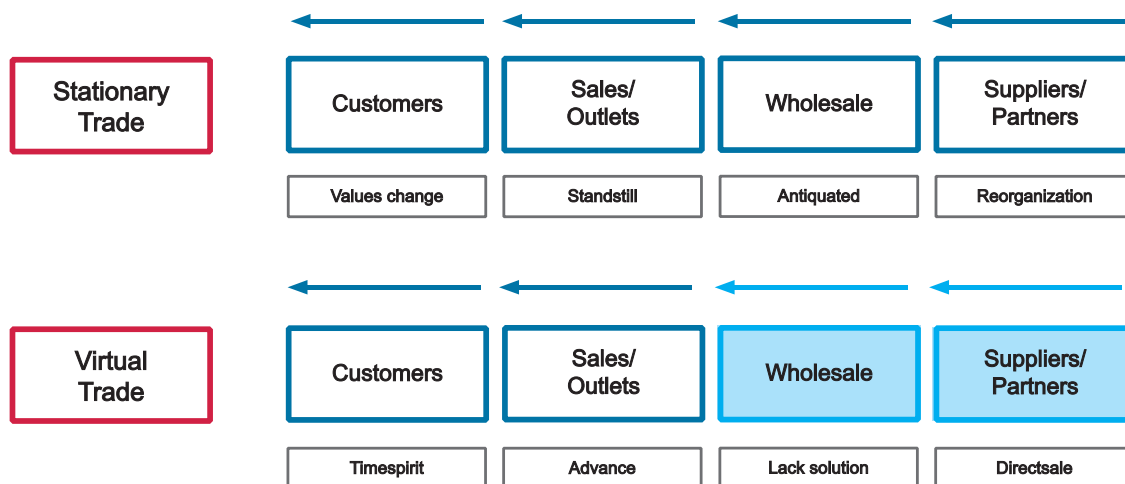 Stationary
Trade
Customers
Sales/
Outlets
Wholesale
Suppliers/
Partners
Values change
Standstill
Antiquated
Reorganization
Virtual
Trade
Customers
Sales/
Outlets
Wholesale
Suppliers/
Partners
Timespirit
Advance
Lack solution
Directsale